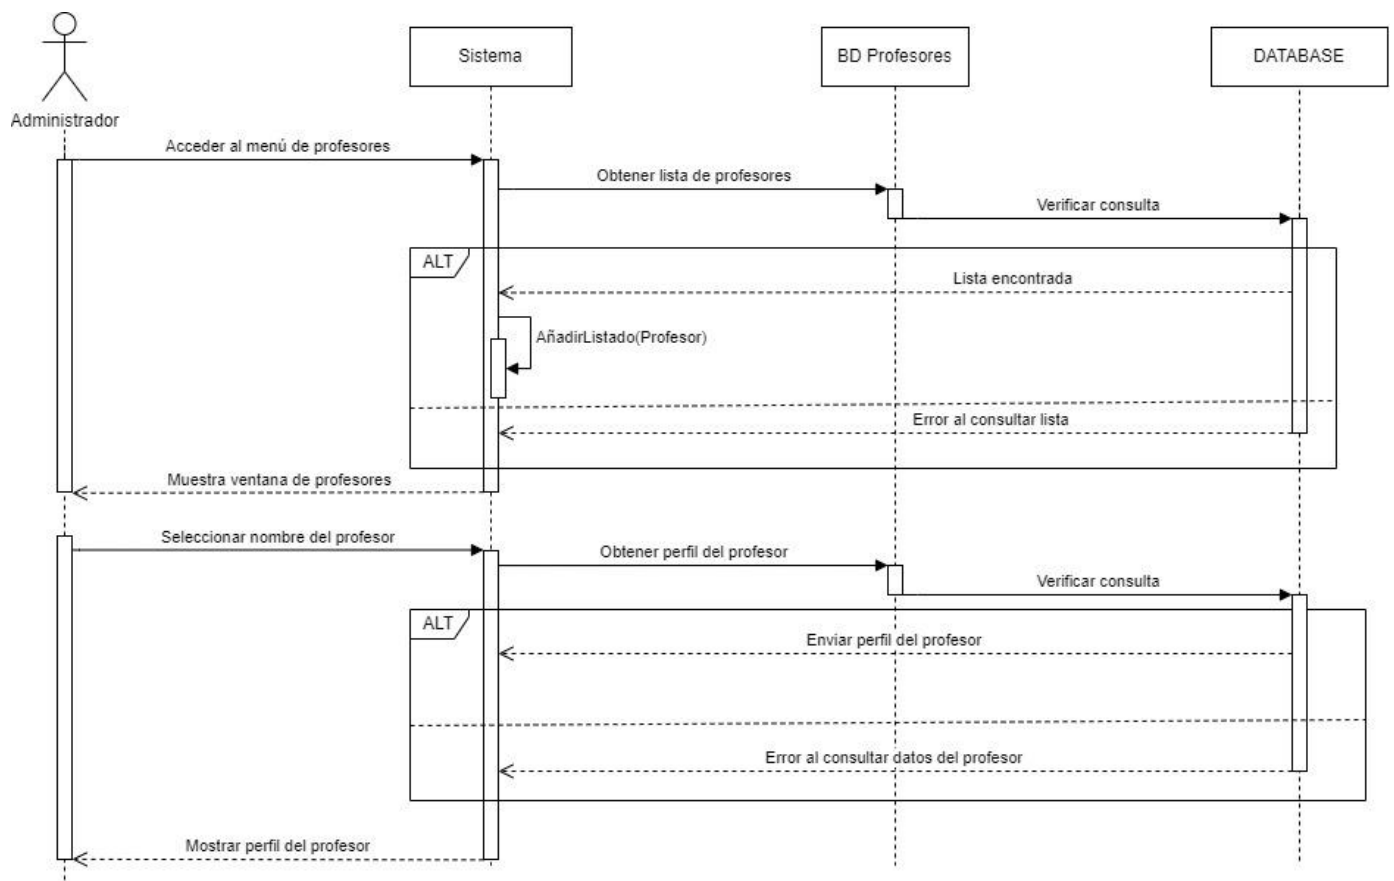 Sistema
BD Profesores
DATABASE
Administrador
Acceder al menú de profesores
Obtener lista de profesores
Verificar consulta
ALT
Lista encontrada
AñadirListado(Profesor)
Error al consultar lista
Muestra ventana de profesores
Seleccionar nombre del profesor
Obtener perfil del profesor
Verificar consulta
ALT
Enviar perfil del profesor
Error al consultar datos del profesor
Mostrar perfil del profesor